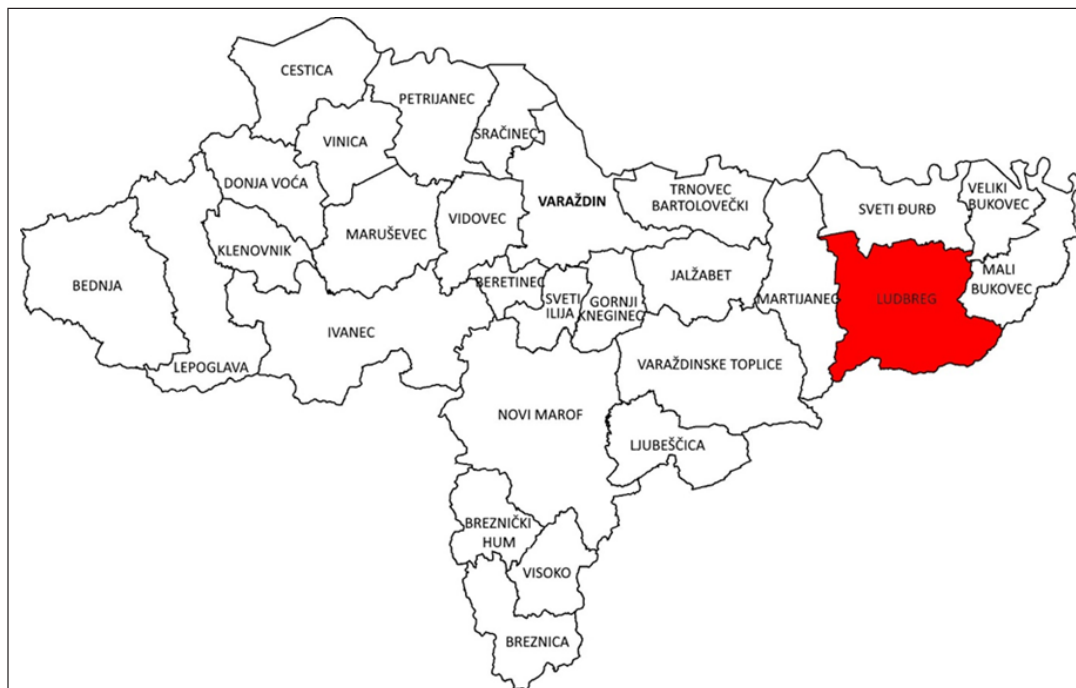 CESTICA
PETRIJANEC
SRAČINEC
VINICA
DONJA VOĆA
TRNOVEC
BARTOLOVEČKI
VELIKI
BUKOVEC
VARAŽDIN
SVETI ĐURĐ
VIDOVEC
MARUŠEVEC
KLENOVNIK
BEDNJA
BERETINEC
SVETI
ILIJA
GORNJI
KNEGINEC
JALŽABET
MARTIJANEC
LUDBREG
MALI
BUKOVEC
IVANEC
LEPOGLAVA
VARAŽDINSKE TOPLICE
NOVI MAROF
LJUBEŠČICA
BREZNIČKI
HUM
VISOKO
BREZNICA